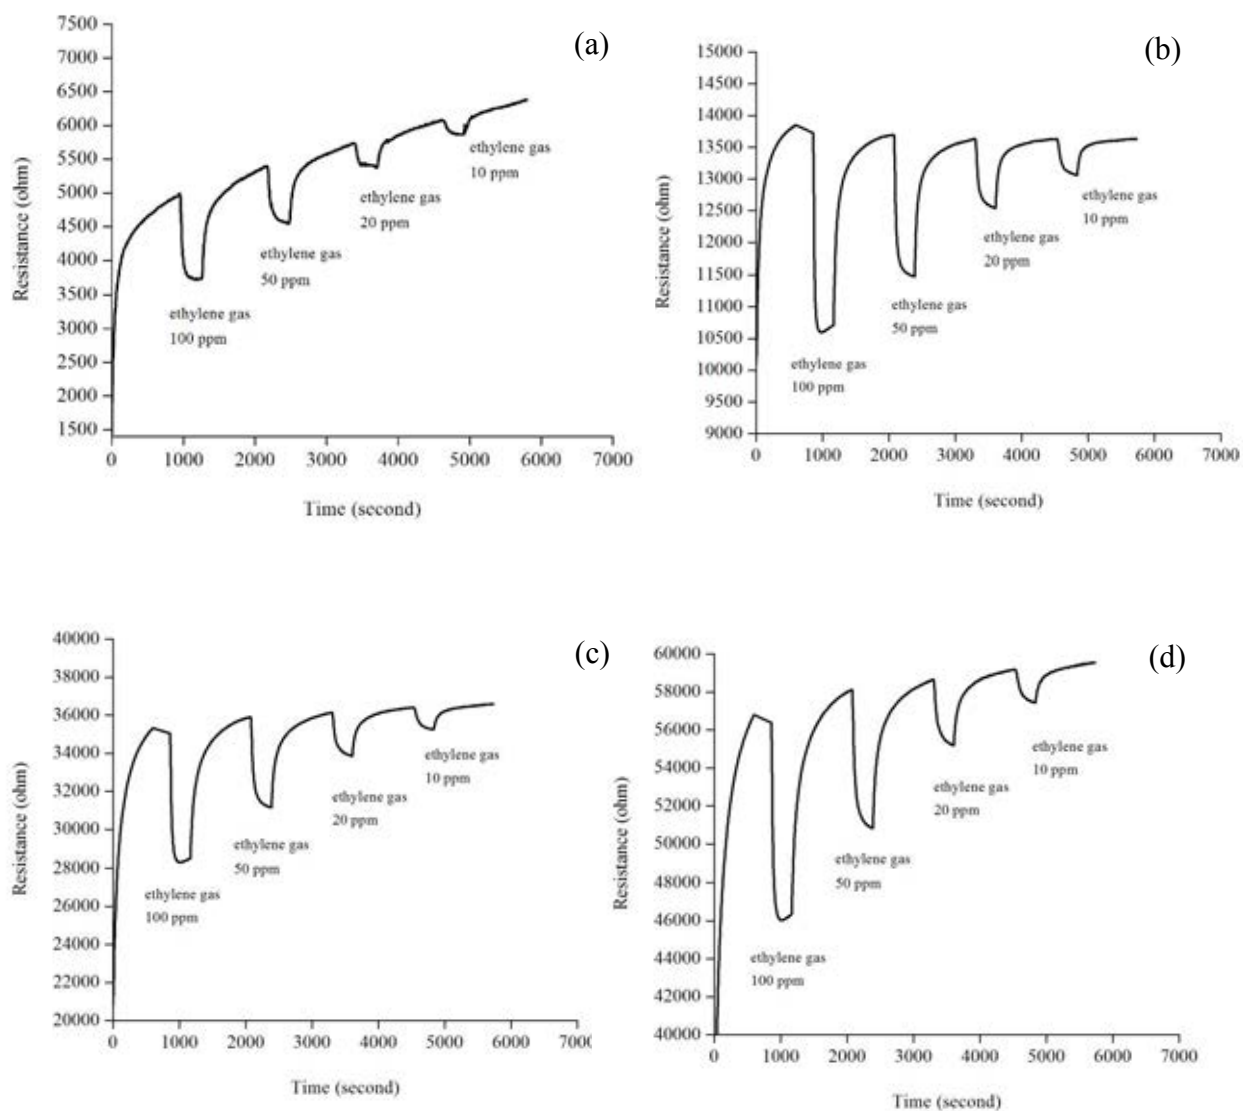 (a)
7500
7000
6500
6000
5500
5000
4500
4000
3500
3000
2500
2000
1500
Resistance (ohm)
ethylene gas
100 ppm
ethylene gas
50 ppm
ethylene gas
20 ppm
ethylene gas
10 ppm
0 1000 2000 3000 4000 5000 6000 7000
Time (second)
(b)
15000
14500
14000
13500
13000
12500
12000
11500
11000
10500
10000
9500
9000
Resistance (ohm)
ethylene gas
100 ppm
ethylene gas
50 ppm
ethylene gas
20 ppm
ethylene gas
10 ppm
0 1000 2000 3000 4000 5000 6000 7000
Time (second)
(c)
40000
38000
36000
34000
32000
30000
28000
26000
24000
22000
20000
Resistance (ohm)
ethylene gas
100 ppm
ethylene gas
50 ppm
ethylene gas
20 ppm
ethylene gas
10 ppm
0 1000 2000 3000 4000 5000 6000 7000
Time (second)
(d)
60000
58000
56000
54000
52000
50000
48000
46000
44000
42000
40000
Resistance (ohm)
ethylene gas
100 ppm
ethylene gas
50 ppm
ethylene gas
20 ppm
ethylene gas
10 ppm
0 1000 2000 3000 4000 5000 6000 7000
Time (second)